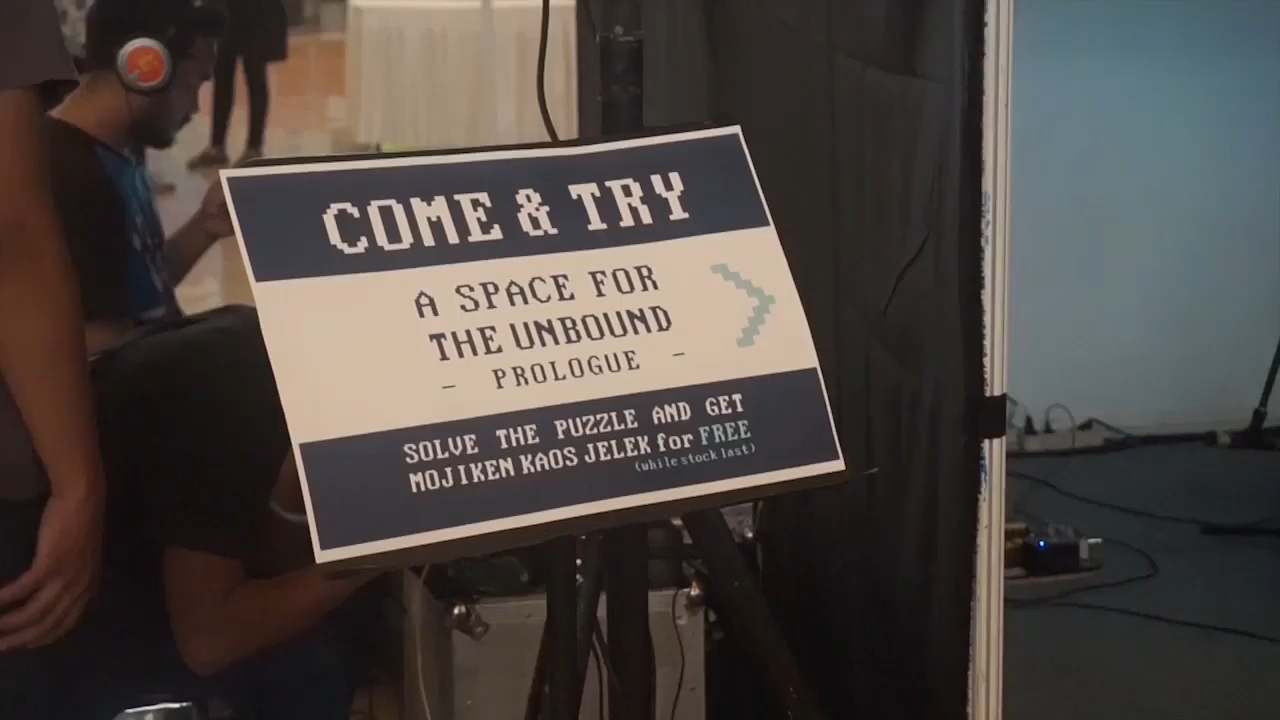 COME & TRY
A SPACE FOR
THE UNBOUND
- PROLOGUE -
SOLVE THE PUZZLE AND GET
MOJIKEN KAOS JELEK for FREE
(while stock last)